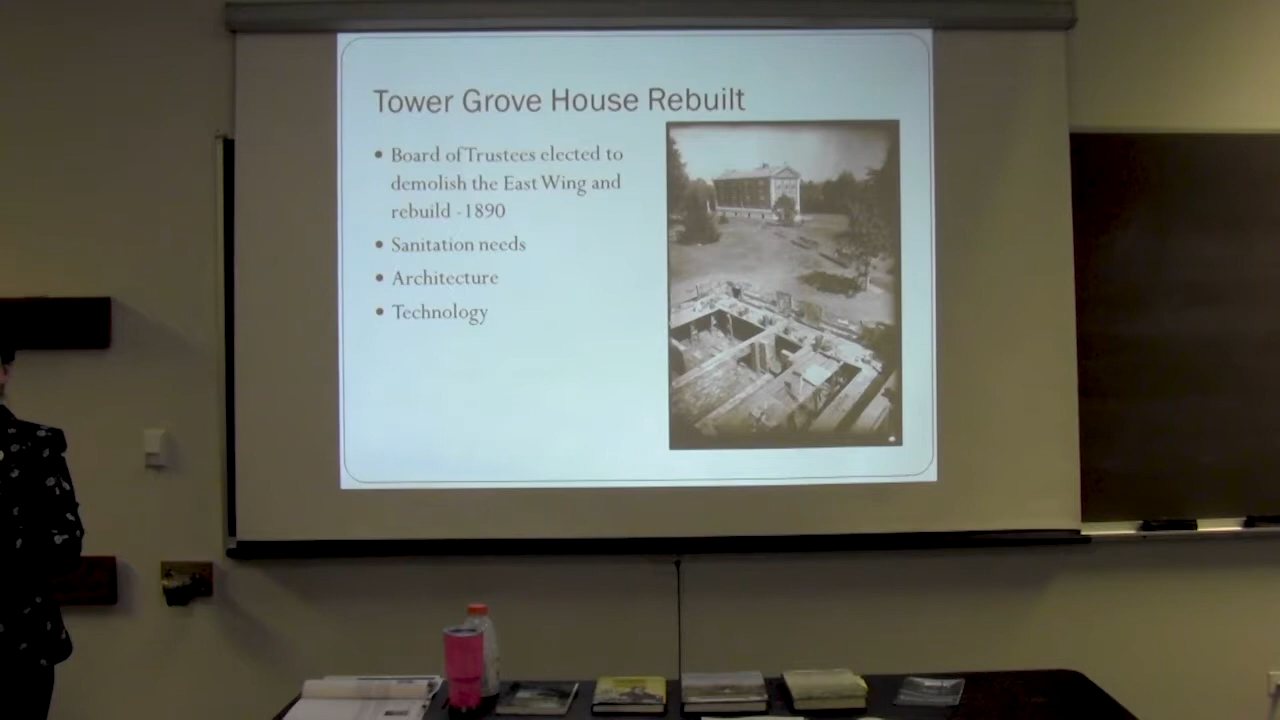 Tower Grove House Rebuilt
• Board of Trustees elected to
demolish the East Wing and
rebuild -1890
• Sanitation needs
• Architecture
• Technology